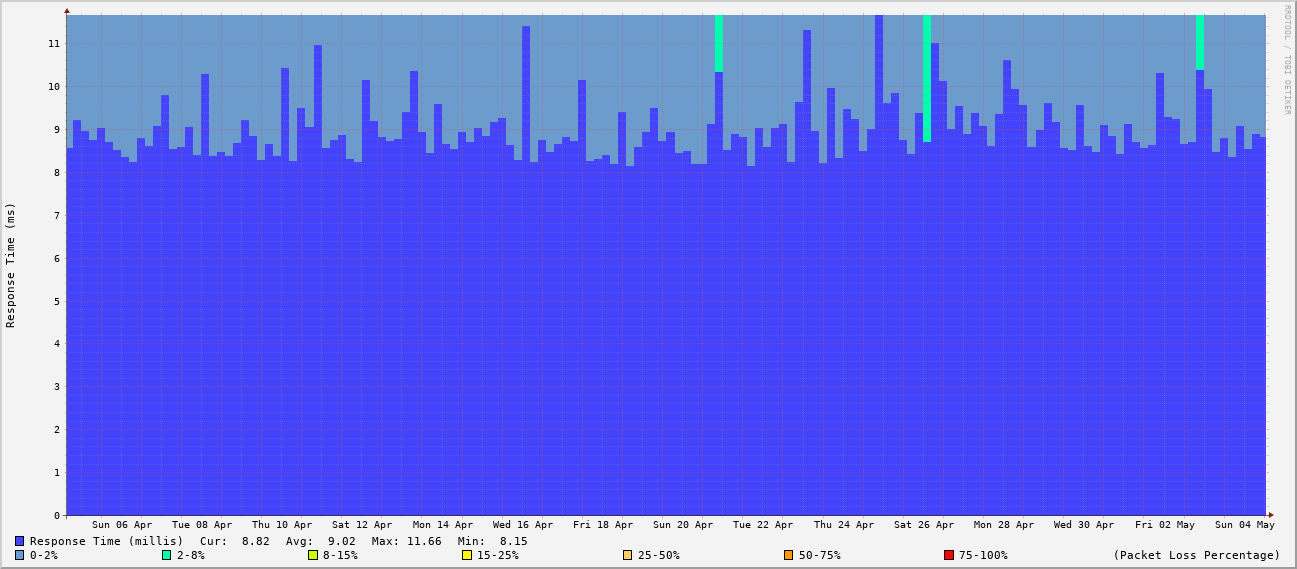 RRDTOOL / TOBI OETIKER
Response Time (ms)
11
10
9
8
7
6
5
4
3
2
1
0
Sun 06 Apr Tue 08 Apr Thu 10 Apr Sat 12 Apr Mon 14 Apr Wed 16 Apr Fri 18 Apr Sun 20 Apr Tue 22 Apr Thu 24 Apr Sat 26 Apr Mon 28 Apr Wed 30 Apr Fri 02 May Sun 04 May
Response Time (millis) Cur: 8.82 Avg: 9.02 Max: 11.66 Min: 8.15
0-2% 2-8% 8-15% 15-25% 25-50% 50-75% 75-100% (Packet Loss Percentage)